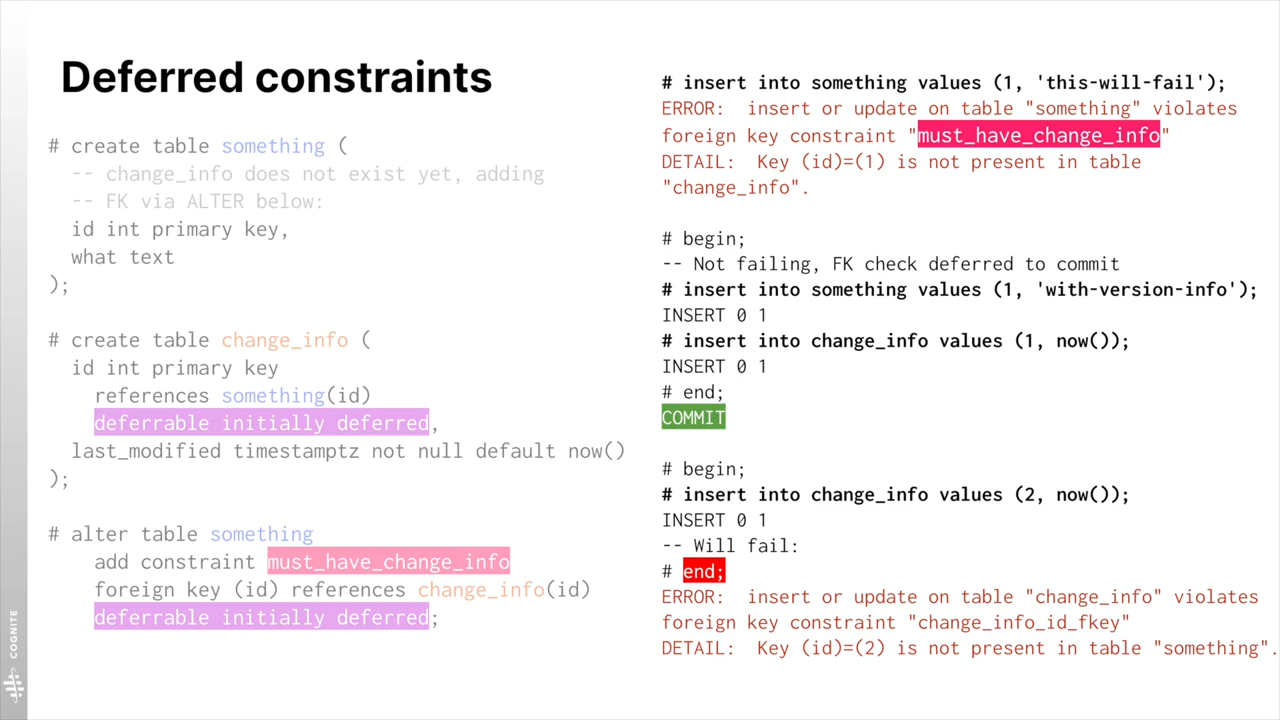 Deferred constraints
# create table something (
-- change_info does not exist yet, adding
-- FK via ALTER below:
id int primary key,
what text
);
# create table change_info (
id int primary key
references something(id)
deferrable initially deferred,
last_modified timestamptz not null default now()
);
# alter table something
add constraint must_have_change_info
foreign key (id) references change_info(id)
deferrable initially deferred;
# insert into something values (1, 'this-will-fail');
ERROR: insert or update on table "something" violates
foreign key constraint "must_have_change_info"
DETAIL: Key (id)=(1) is not present in table
"change_info".
# begin;
-- Not failing, FK check deferred to commit
# insert into something values (1, 'with-version-info');
INSERT 0 1
# insert into change_info values (1, now());
INSERT 0 1
# end;
COMMIT
# begin;
# insert into change_info values (2, now());
INSERT 0 1
-- Will fail:
# end;
ERROR: insert or update on table "change_info" violates
foreign key constraint "change_info_id_fkey"
DETAIL: Key (id)=(2) is not present in table "something".
COGNITE